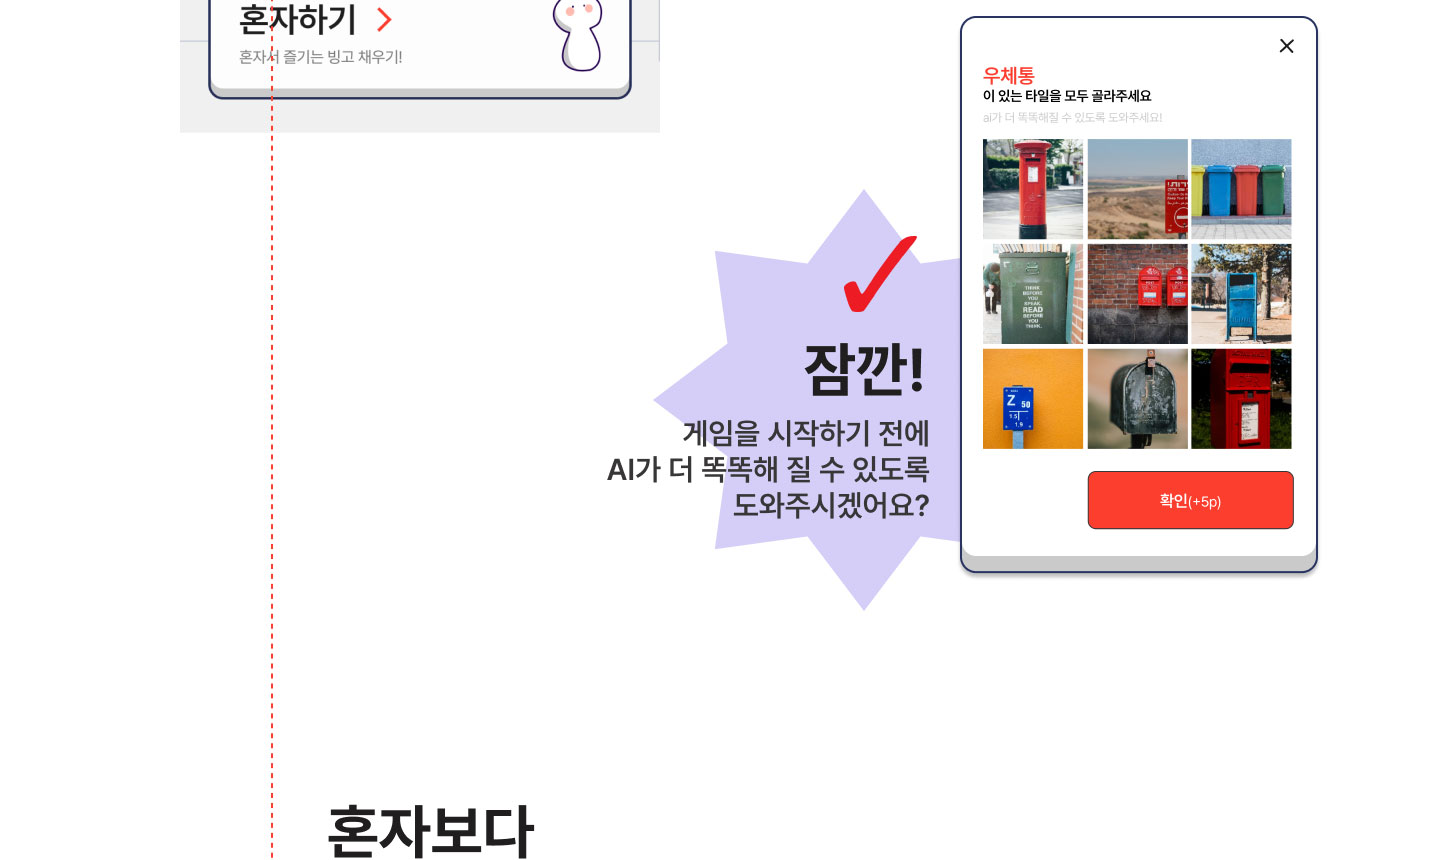 혼자하기
혼자서 즐기는 빙고 채우기!
우체통
이 있는 타일을 모두 골라주세요
ai가 더 똑똑해질 수 있도록 도와주세요!
THINK
BEFORE
YOU
SPEAK.
READ
BEFORE
YOU
THINK.
Z 50
1.5
1.9
확인(+5p)
잠깐!
게임을 시작하기 전에
AI가 더 똑똑해 질 수 있도록
도와주시겠어요?
혼자보다